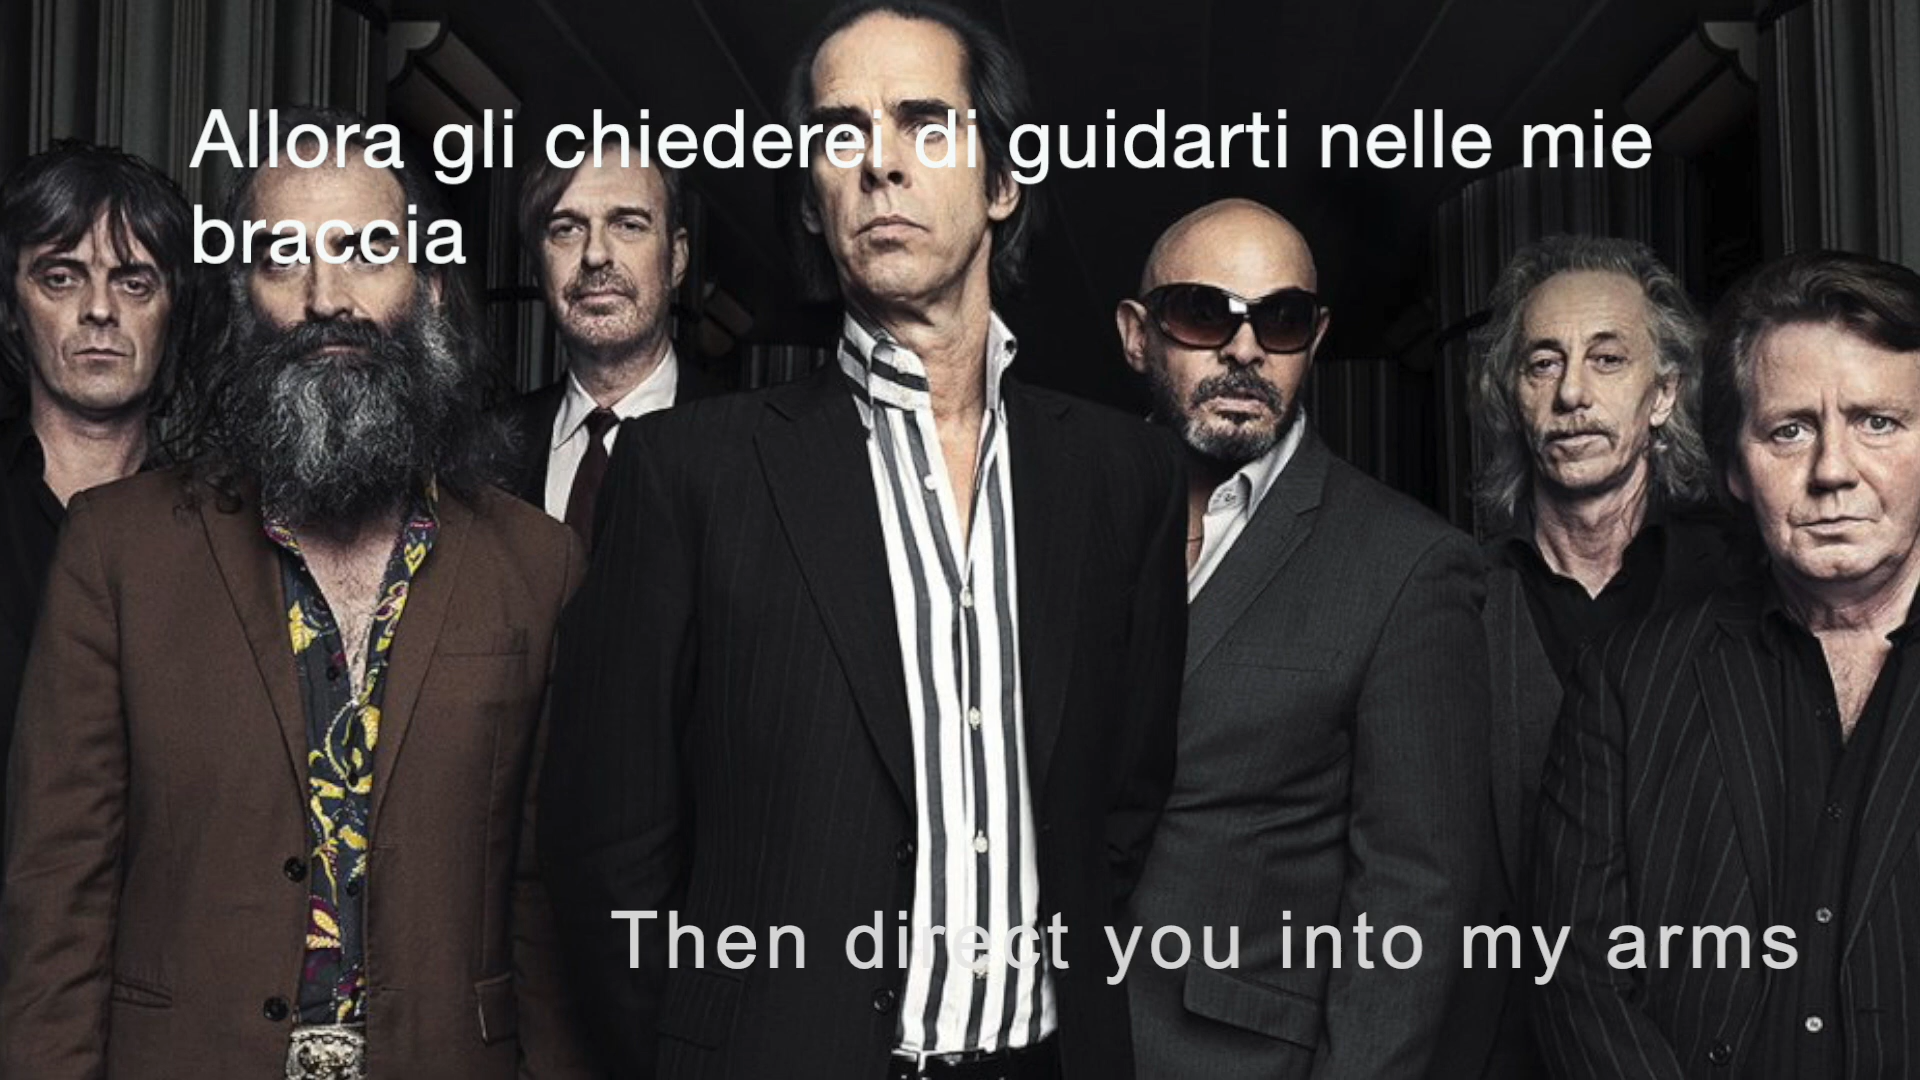 Allora gli chiederei di guidarti nelle mie
braccia
Then direct you into my arms